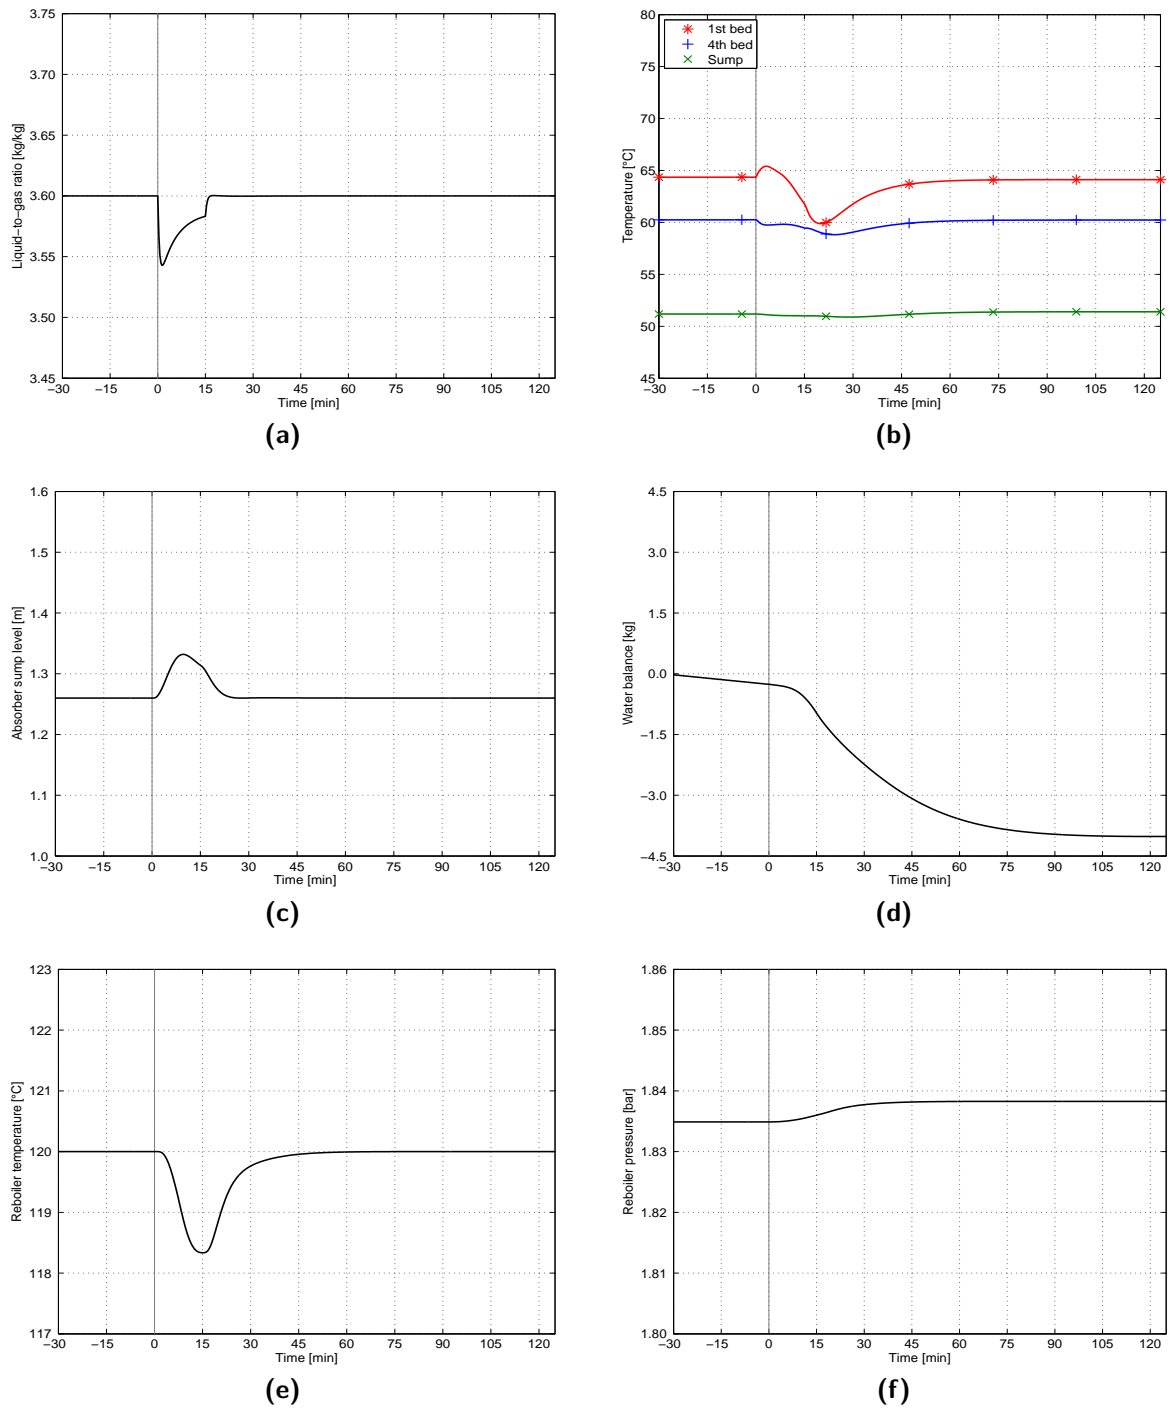 3.75
3.70
3.65
3.60
3.55
3.50
3.45
Liquid−to−gas ratio [kg/kg]
−30 −15 0 15 30 45 60 75 90 105 120
Time [min]
(a)
80
75
70
65
60
55
50
45
Temperature [°C]
1st bed
4th bed
Sump
−30 −15 0 15 30 45 60 75 90 105 120
Time [min]
(b)
1.6
1.5
1.4
1.3
1.2
1.1
1.0
Absorber sump level [m]
−30 −15 0 15 30 45 60 75 90 105 120
Time [min]
(c)
4.5
3.0
1.5
0.0
−1.5
−3.0
−4.5
Water balance [kg]
−30 −15 0 15 30 45 60 75 90 105 120
Time [min]
(d)
123
122
121
120
119
118
117
Reboiler temperature [°C]
−30 −15 0 15 30 45 60 75 90 105 120
Time [min]
(e)
1.86
1.85
1.84
1.83
1.82
1.81
1.80
Reboiler pressure [bar]
−30 −15 0 15 30 45 60 75 90 105 120
Time [min]
(f)